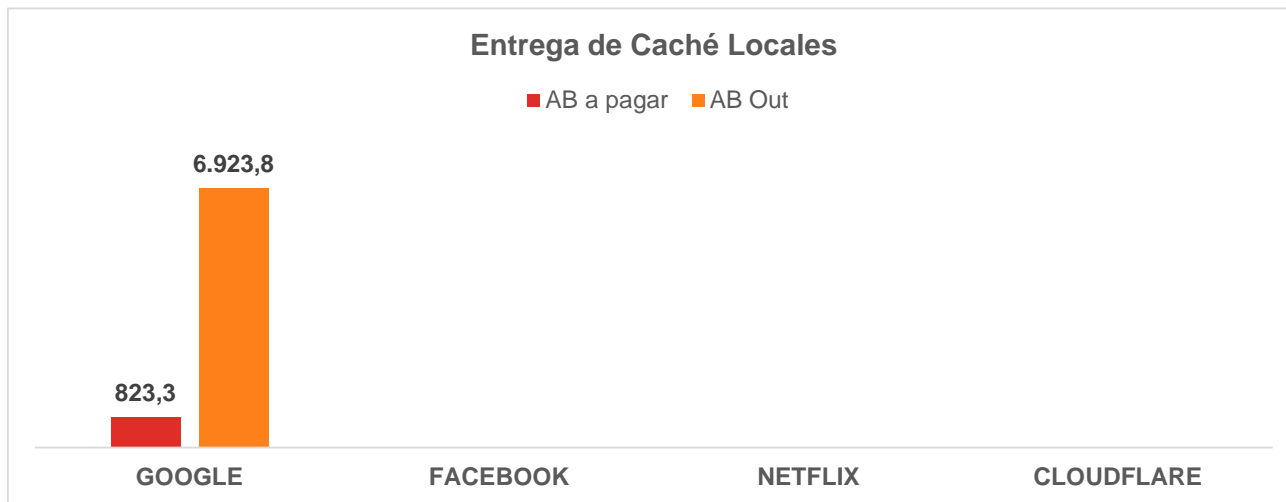 Entrega de Caché Locales
AB a pagar AB Out
6.923,8
823,3
GOOGLE FACEBOOK NETFLIX CLOUDFLARE